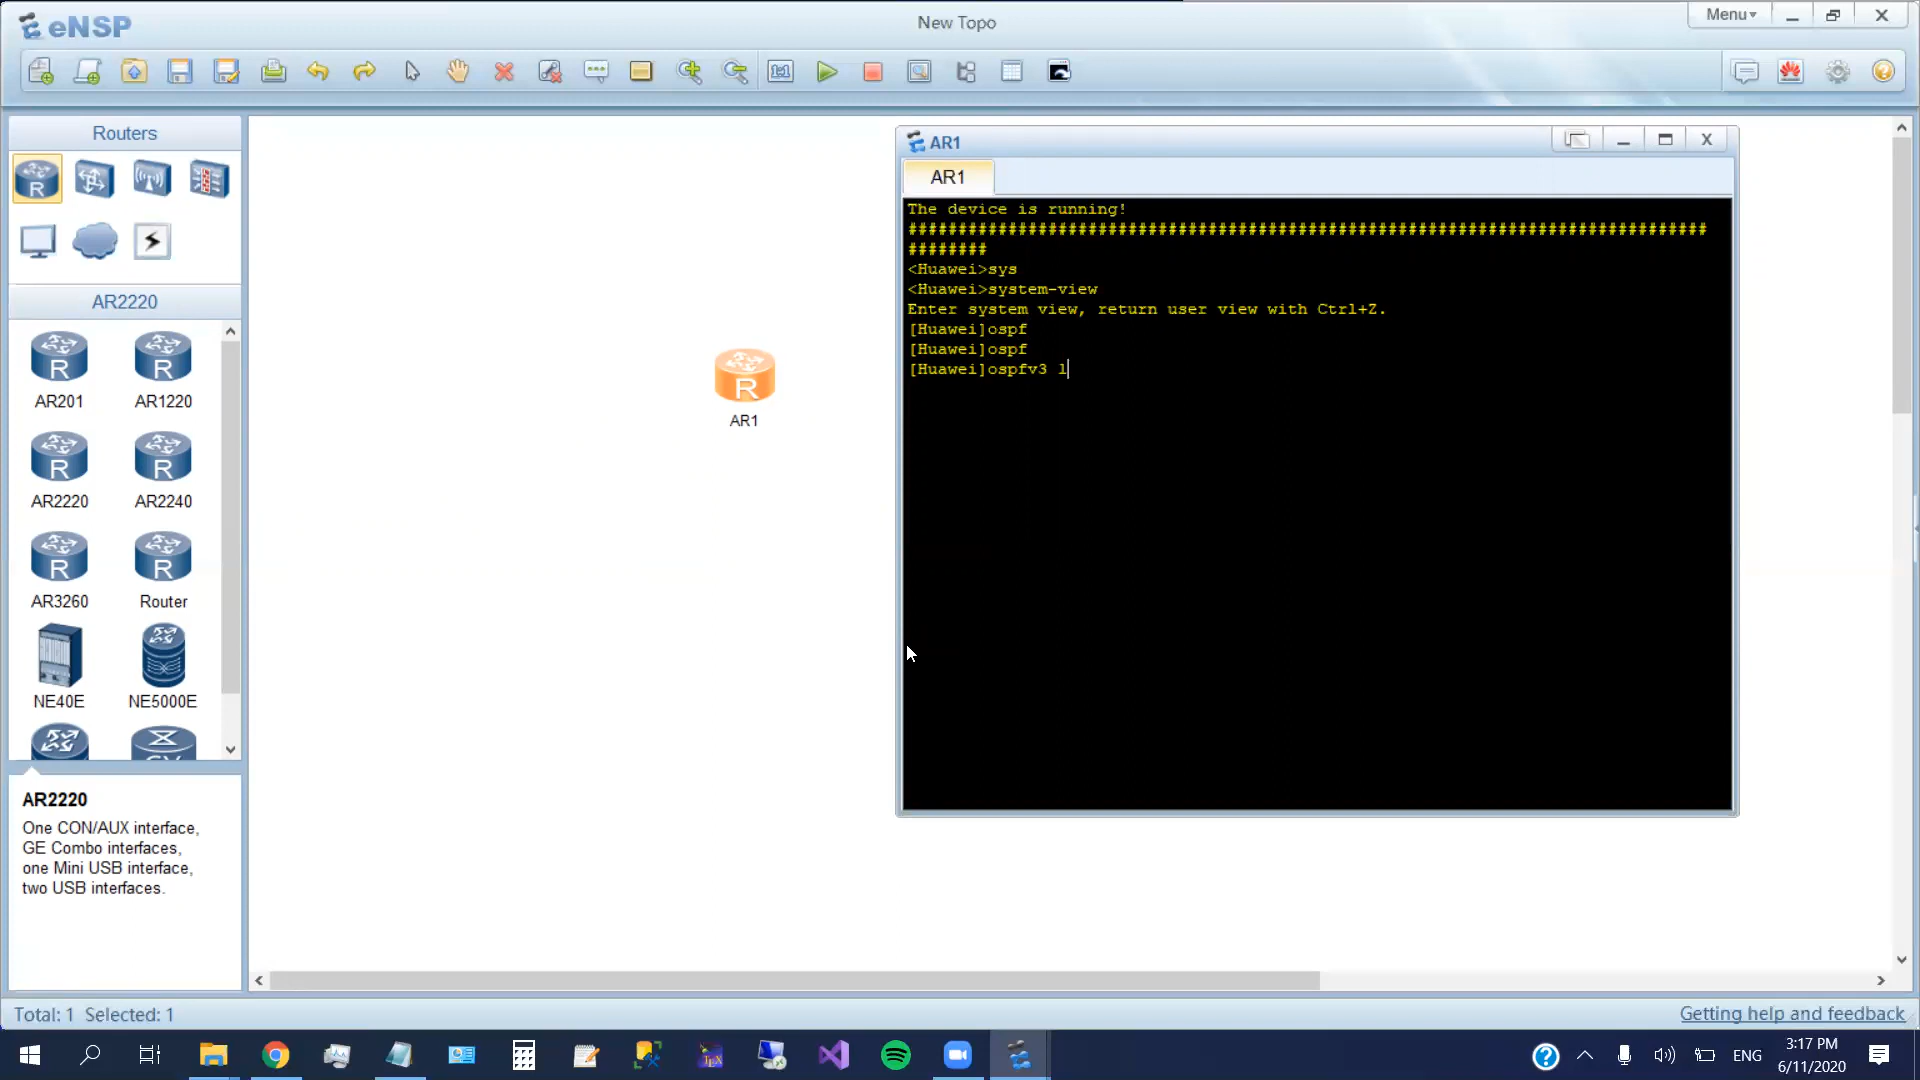 eNSP
New Topo
Menu
Routers
R
AR2220
R
AR201
R
AR1220
R
AR2220
R
AR2240
R
AR3260
R
Router
NE40E
NE5000E
AR2220
One CON/AUX interface,
GE Combo interfaces,
one Mini USB interface,
two USB interfaces.
R
AR1
AR1
X
AR1
The device is running!
################################################################################
########
<Huawei>sys
<Huawei>system-view
Enter system view, return user view with Ctrl+Z.
[Huawei]ospf
[Huawei]ospf
[Huawei]ospfv3 l
Total: 1 Selected: 1
Getting help and feedback
ENG
3:17 PM
6/11/2020